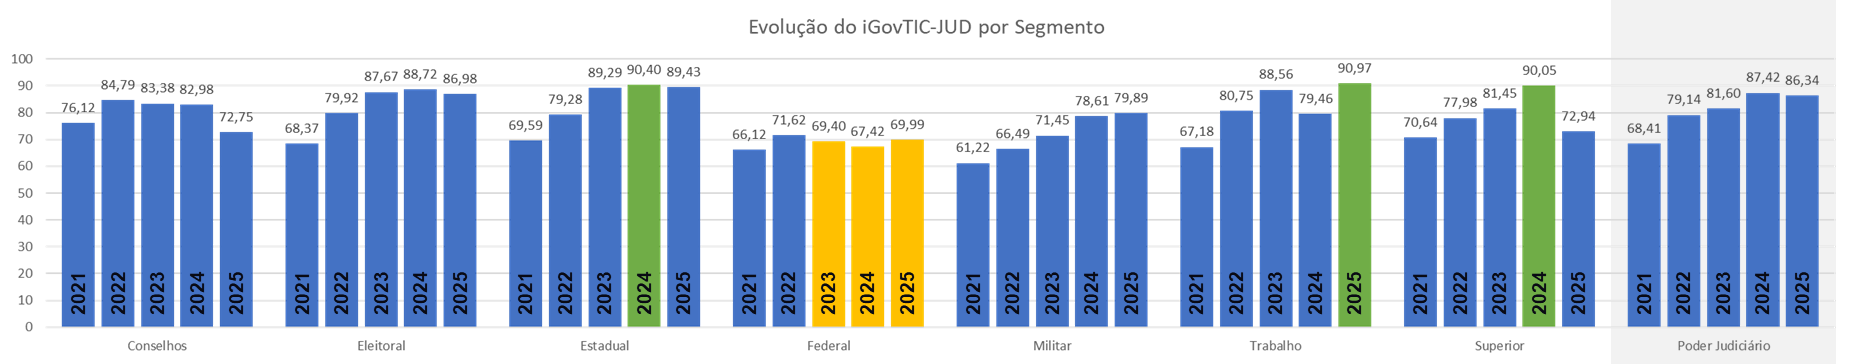 Evolução do iGovTIC-JUD por Segmento
100
90
80
70
60
50
40
30
20
10
0
76,12 84,79 83,38 82,98 72,75
2021 2022 2023 2024 2025
Conselhos
68,37 79,92 87,67 88,72 86,98
2021 2022 2023 2024 2025
Eleitoral
69,59 79,28 89,29 90,40 89,43
2021 2022 2023 2024 2025
Estadual
66,12 71,62 69,40 67,42 69,99
2021 2022 2023 2024 2025
Federal
61,22 66,49 71,45 78,61 79,89
2021 2022 2023 2024 2025
Militar
67,18 80,75 88,56 79,46 90,97
2021 2022 2023 2024 2025
Trabalho
70,64 77,98 81,45 90,05 72,94
2021 2022 2023 2024 2025
Superior
68,41 79,14 81,60 87,42 86,34
2021 2022 2023 2024 2025
Poder Judiciário